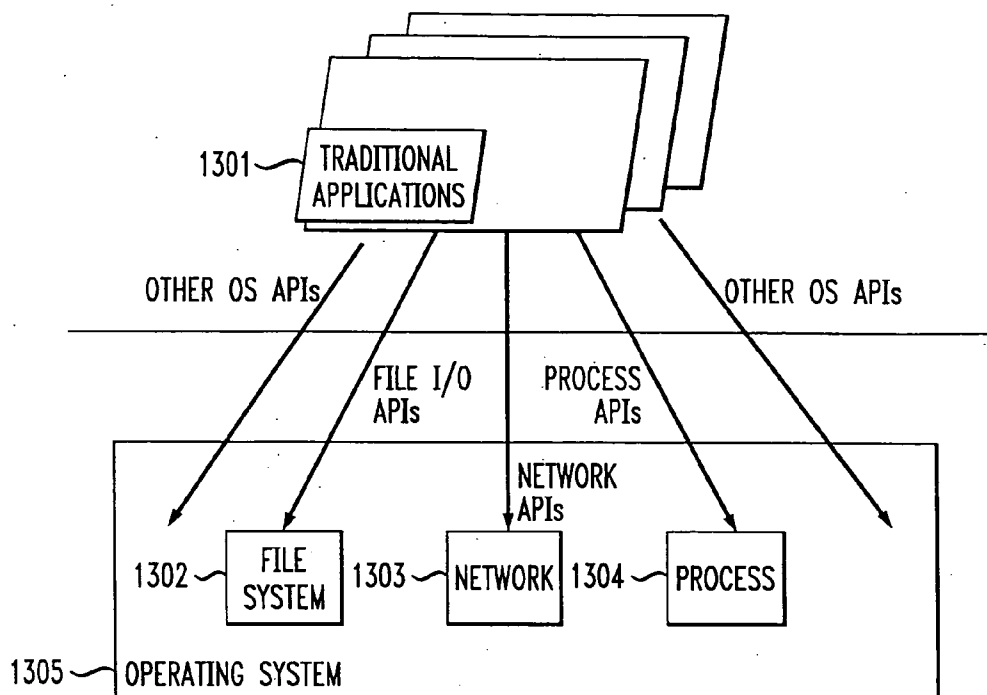 1301
TRADITIONAL
APPLICATIONS
OTHER OS APIs
OTHER OS APIs
FILE I/O
APIs
PROCESS
APIs
NETWORK
APIs
1302
FILE
SYSTEM
1303
NETWORK
1304
PROCESS
1305
OPERATING SYSTEM